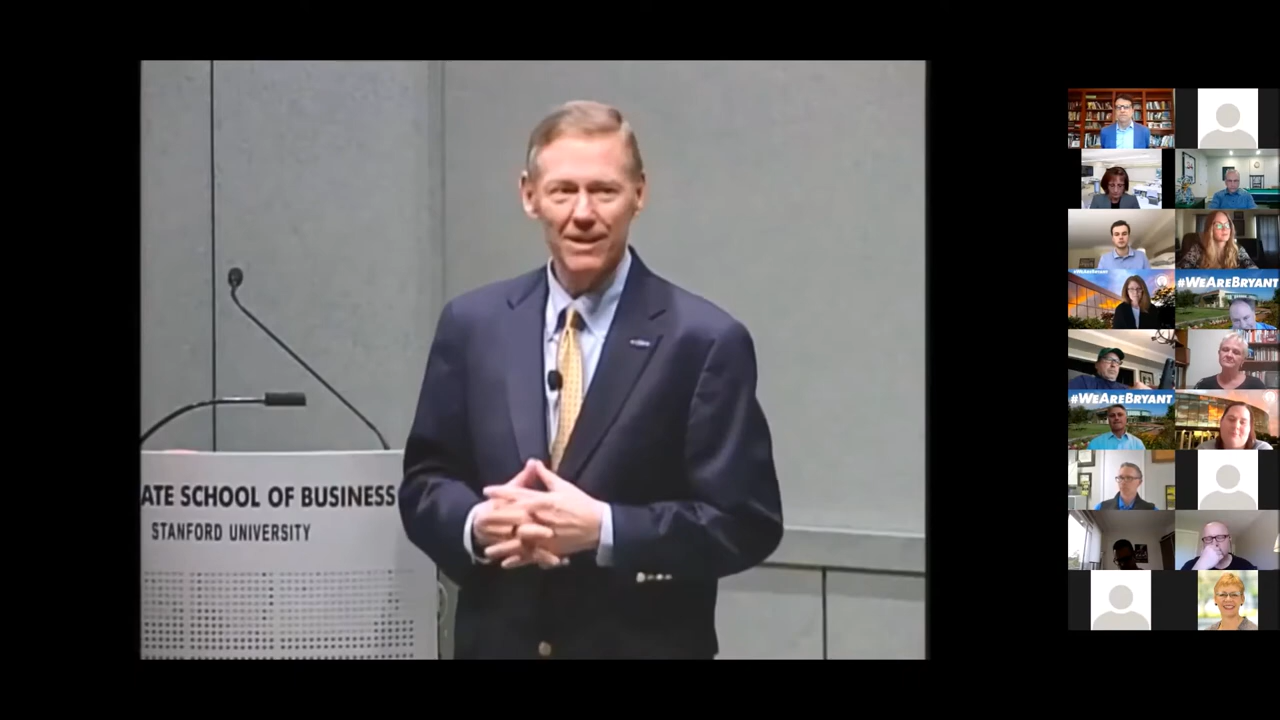 ATE SCHOOL OF BUSINESS
STANFORD UNIVERSITY
#WEAREBRYANT
#WEAREBRYANT
#WEAREBRYANT